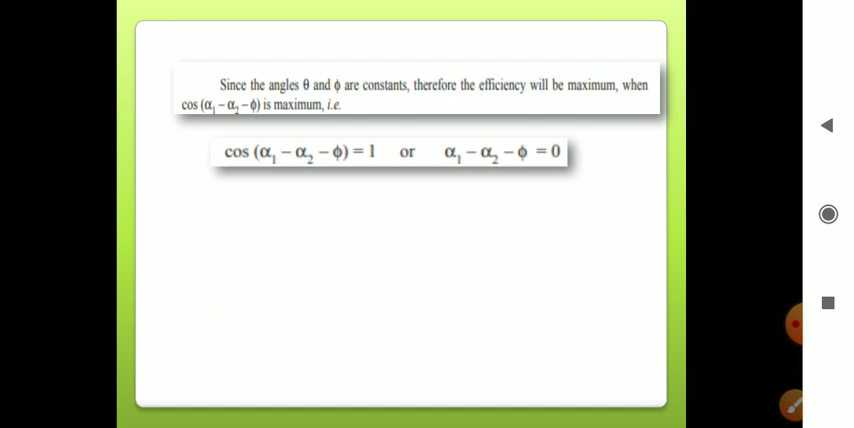 Since the angles θ and ϕ are constants, therefore the efficiency will be maximum, when
cos (α₁ – α₂ – ϕ) is maximum, i.e.
cos (α₁ – α₂ – ϕ) = 1 or α₁ – α₂ – ϕ = 0